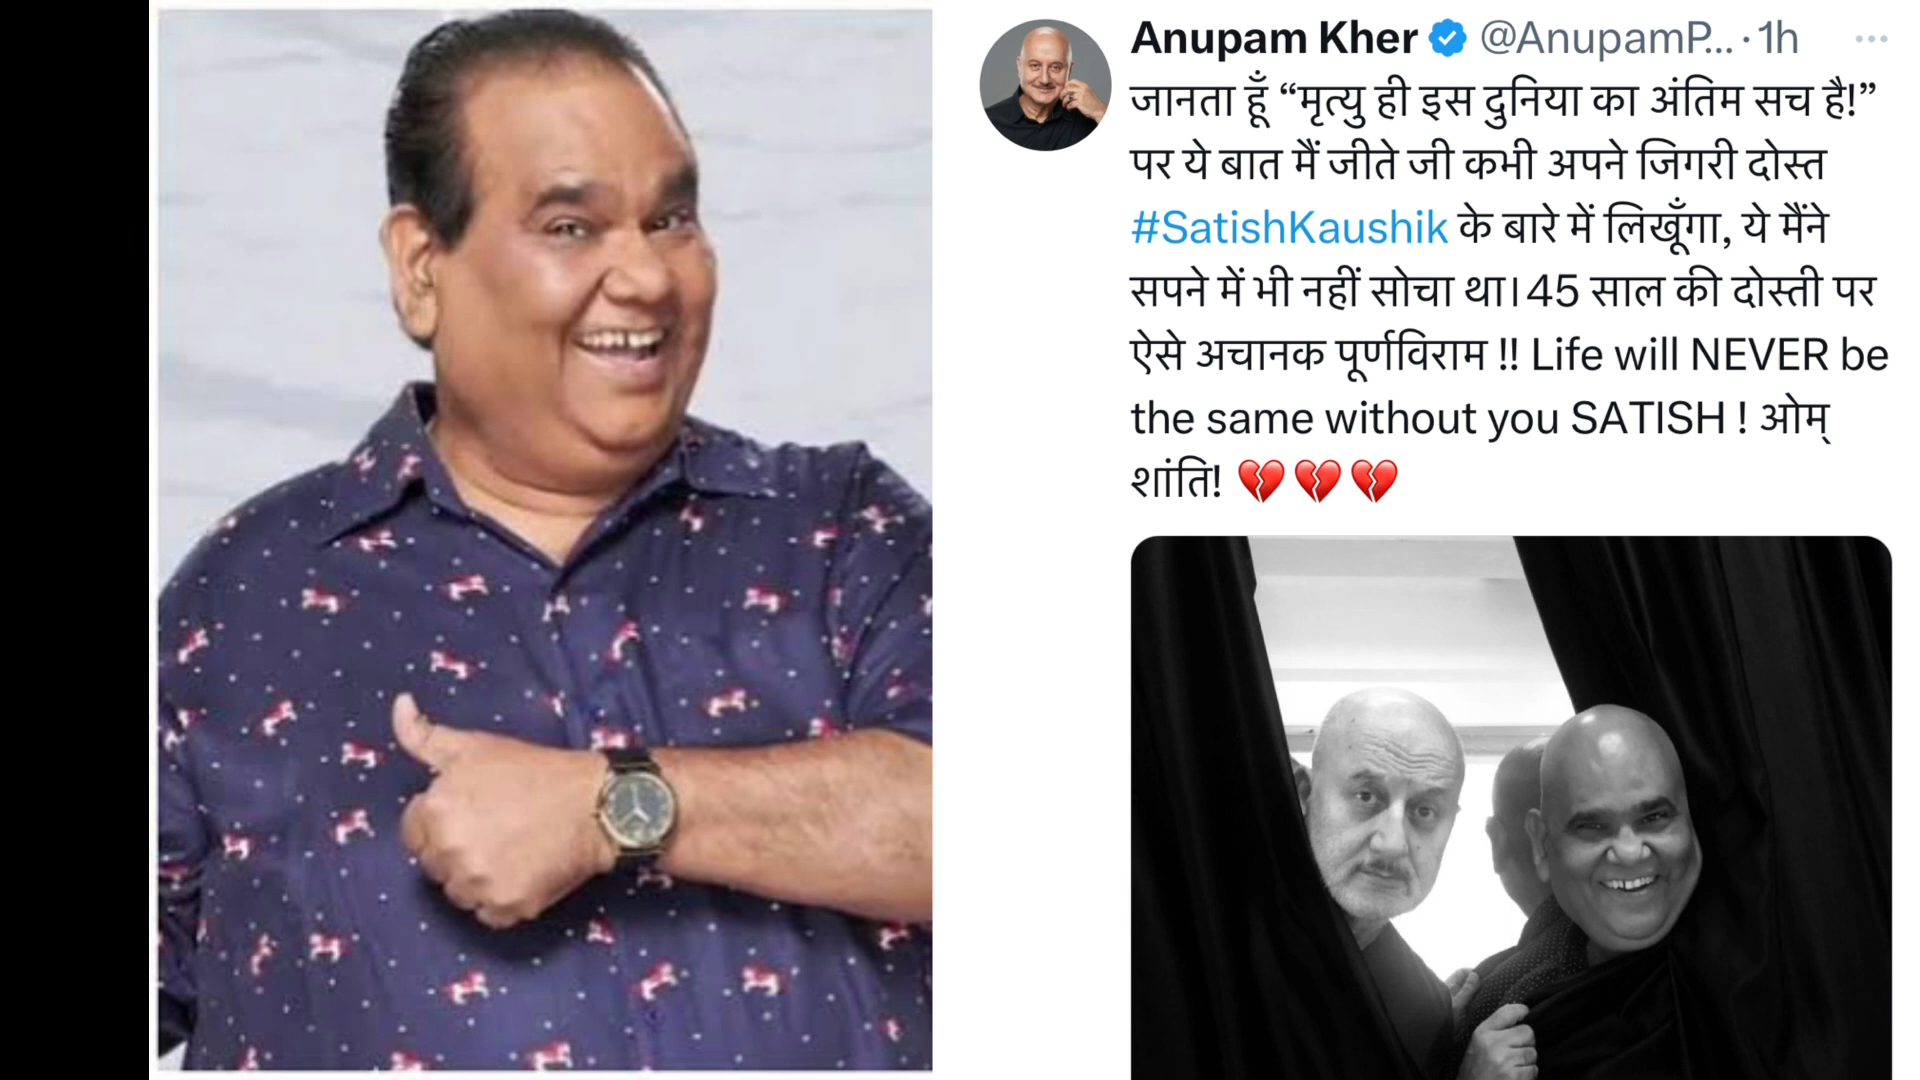 Anupam Kher @AnupamP... · 1h
जानता हूँ “मृत्यु ही इस दुनिया का अंतिम सच है!”
पर ये बात मैं जीते जी कभी अपने जिगरी दोस्त
#SatishKaushik के बारे में लिखूँगा, ये मैंने
सपने में भी नहीं सोचा था।45 साल की दोस्ती पर
ऐसे अचानक पूर्णविराम !! Life will NEVER be
the same without you SATISH ! ओम्
शांति! 💔💔💔